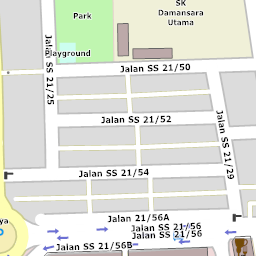 SK
Damansara
Utama
Park
Playground
Jalan SS 21/50
Jalan SS 21/25
Jalan SS 21/52
Jalan SS 21/54
Jalan SS 21/29
Jalan 21/56A
Jalan SS 21/56
Jalan SS 21/56
Jalan SS 21/56B